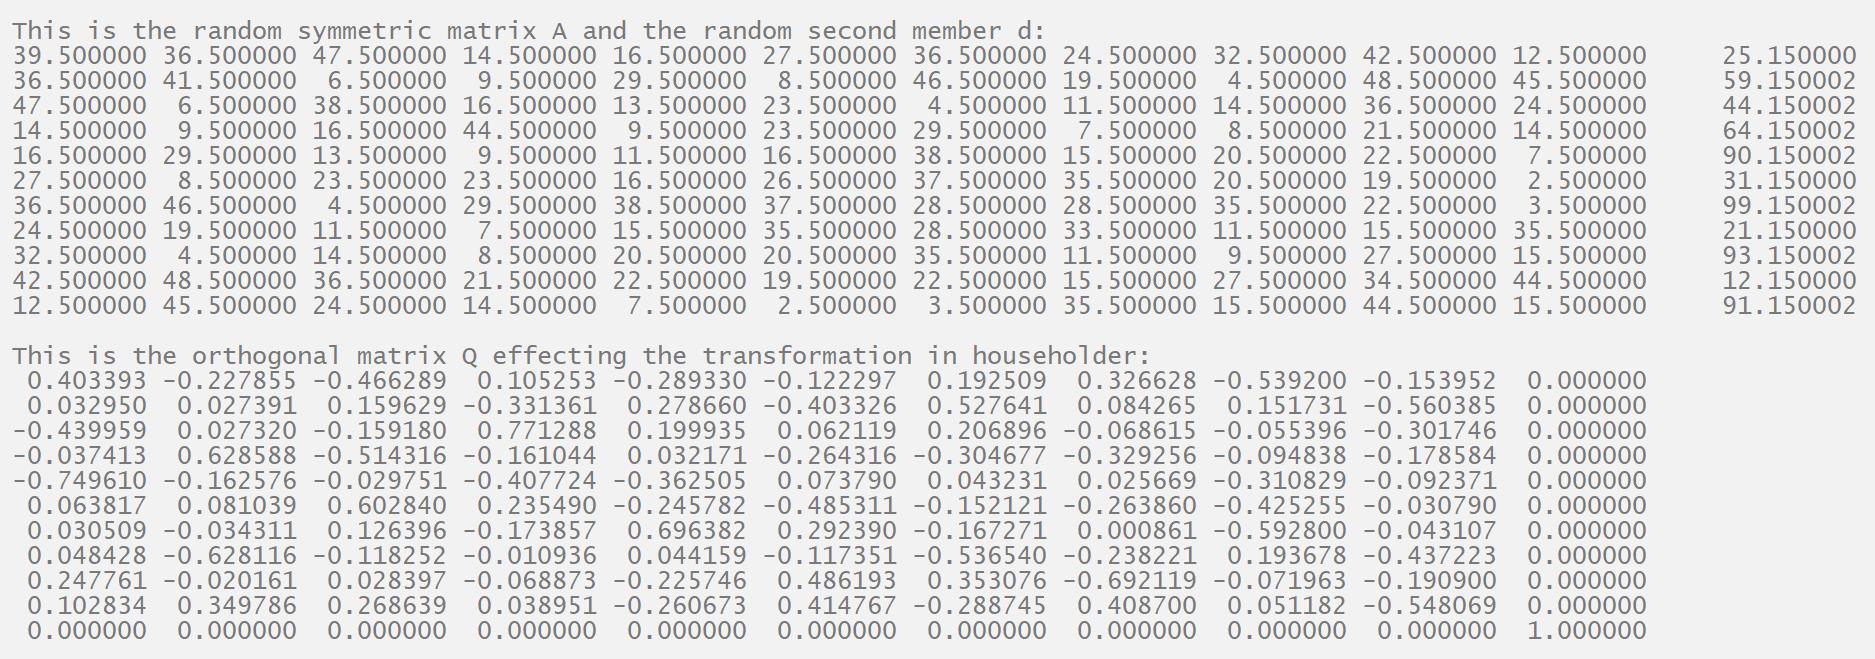 This is the random symmetric matrix A and the random second member d:
39.500000 36.500000 47.500000 14.500000 16.500000 27.500000 36.500000 24.500000 32.500000 42.500000 12.500000 25.150000
36.500000 41.500000 6.500000 9.500000 29.500000 8.500000 46.500000 19.500000 4.500000 48.500000 45.500000 59.150002
47.500000 6.500000 38.500000 16.500000 13.500000 23.500000 4.500000 11.500000 14.500000 36.500000 24.500000 44.150002
14.500000 9.500000 16.500000 44.500000 9.500000 23.500000 29.500000 7.500000 8.500000 21.500000 14.500000 64.150002
16.500000 29.500000 13.500000 9.500000 11.500000 16.500000 38.500000 15.500000 20.500000 22.500000 7.500000 90.150002
27.500000 8.500000 23.500000 23.500000 16.500000 26.500000 37.500000 35.500000 20.500000 19.500000 2.500000 31.150000
36.500000 46.500000 4.500000 29.500000 38.500000 37.500000 28.500000 28.500000 35.500000 22.500000 3.500000 99.150002
24.500000 19.500000 11.500000 7.500000 15.500000 35.500000 28.500000 33.500000 11.500000 15.500000 35.500000 21.150000
32.500000 4.500000 14.500000 8.500000 20.500000 20.500000 35.500000 11.500000 9.500000 27.500000 15.500000 93.150002
42.500000 48.500000 36.500000 21.500000 22.500000 19.500000 22.500000 15.500000 27.500000 34.500000 44.500000 12.150000
12.500000 45.500000 24.500000 14.500000 7.500000 2.500000 3.500000 35.500000 15.500000 44.500000 15.500000 91.150002
This is the orthogonal matrix Q effecting the transformation in householder:
0.403393 -0.227855 -0.466289 0.105253 -0.289330 -0.122297 0.192509 0.326628 -0.539200 -0.153952 0.000000
0.032950 0.027391 0.159629 -0.331361 0.278660 -0.403326 0.527641 0.084265 0.151731 -0.560385 0.000000
-0.439959 0.027320 -0.159180 0.771288 0.199935 0.062119 0.206896 -0.068615 -0.055396 -0.301746 0.000000
-0.037413 0.628588 -0.514316 -0.161044 0.032171 -0.264316 -0.304677 -0.329256 -0.094838 -0.178584 0.000000
-0.749610 -0.162576 -0.029751 -0.407724 -0.362505 0.073790 0.043231 0.025669 -0.310829 -0.092371 0.000000
0.063817 0.081039 0.602840 0.235490 -0.245782 -0.485311 -0.152121 -0.263860 -0.425255 -0.030790 0.000000
0.030509 -0.034311 0.126396 -0.173857 0.696382 0.292390 -0.167271 0.000861 -0.592800 -0.043107 0.000000
0.048428 -0.628116 -0.118252 -0.010936 0.044159 -0.117351 -0.536540 -0.238221 0.193678 -0.437223 0.000000
0.247761 -0.020161 0.028397 -0.068873 -0.225746 0.486193 0.353076 -0.692119 -0.071963 -0.190900 0.000000
0.102834 0.349786 0.268639 0.038951 -0.260673 0.414767 -0.288745 0.408700 0.051182 -0.548069 0.000000
0.000000 0.000000 0.000000 0.000000 0.000000 0.000000 0.000000 0.000000 0.000000 0.000000 1.000000